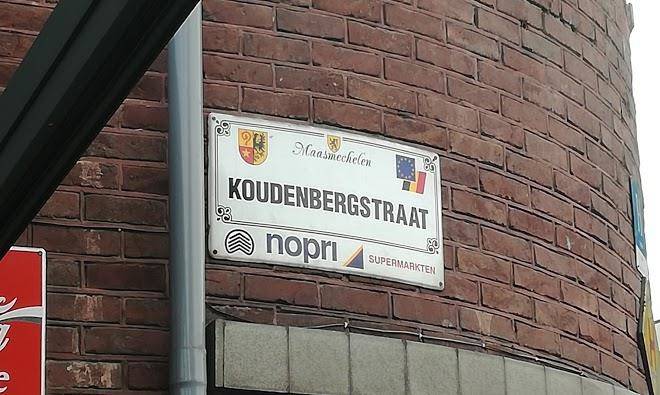 Maasmechelen
KOUDENBERGSTRAAT
nopri SUPERMARKTEN